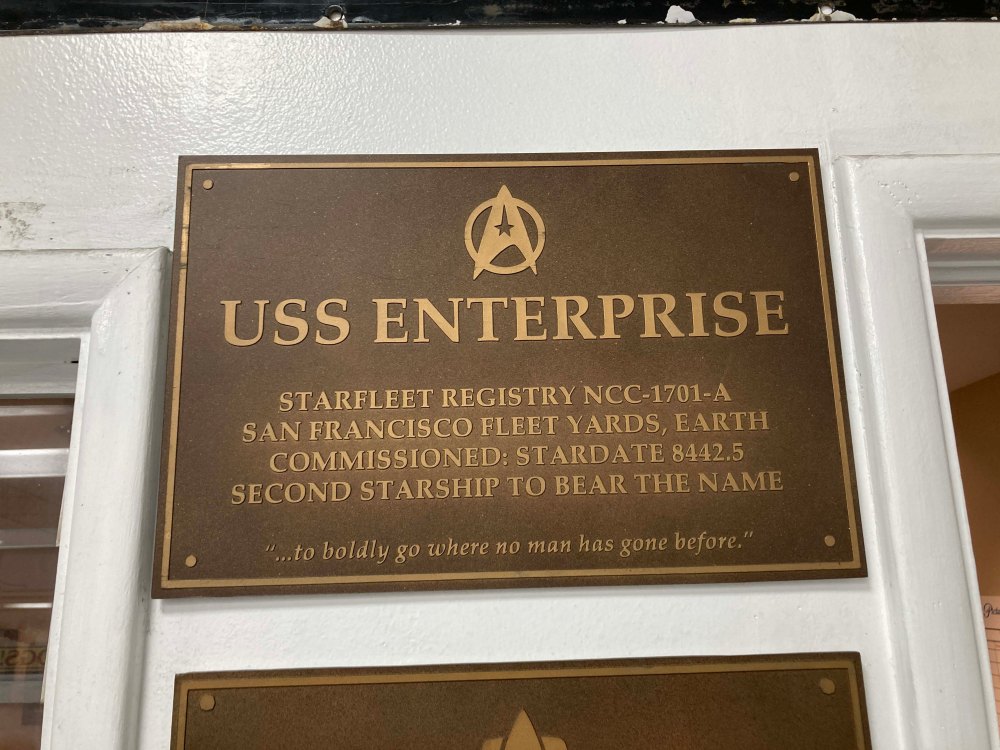 USS ENTERPRISE
STARFLEET REGISTRY NCC-1701-A
SAN FRANCISCO FLEET YARDS, EARTH
COMMISSIONED: STARDATE 8442.5
SECOND STARSHIP TO BEAR THE NAME
"...to boldly go where no man has gone before."